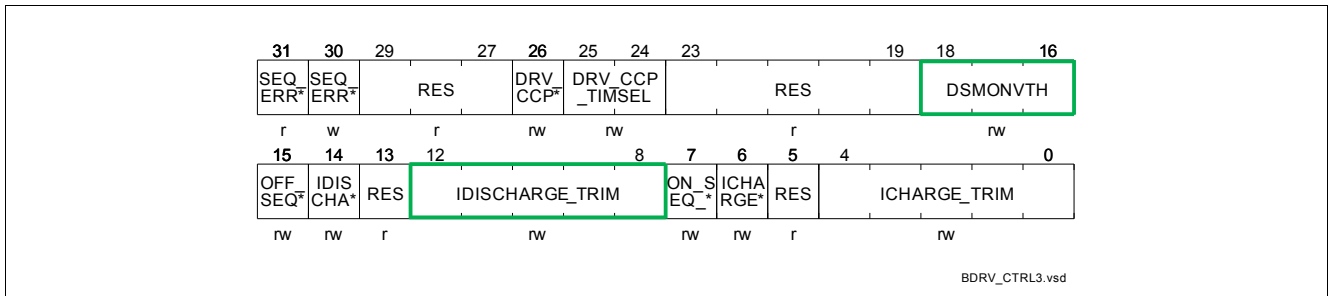 31 30 29 27 26 25 24 23 19 18 16
SEQ_ SEQ_ RES DRV_ DRV_CCP RES DSMONVTH
ERR* ERR* CCP* _TIMSEL
r w r rw rw r rw
15 14 13 12 8 7 6 5 4 0
OFF_ IDIS RES IDISCHARGE_TRIM ON_S ICHA RES ICHARGE_TRIM
SEQ* CHA* EQ_* RGE*
rw rw r rw rw rw r rw
BDRV_CTRL3.vsd